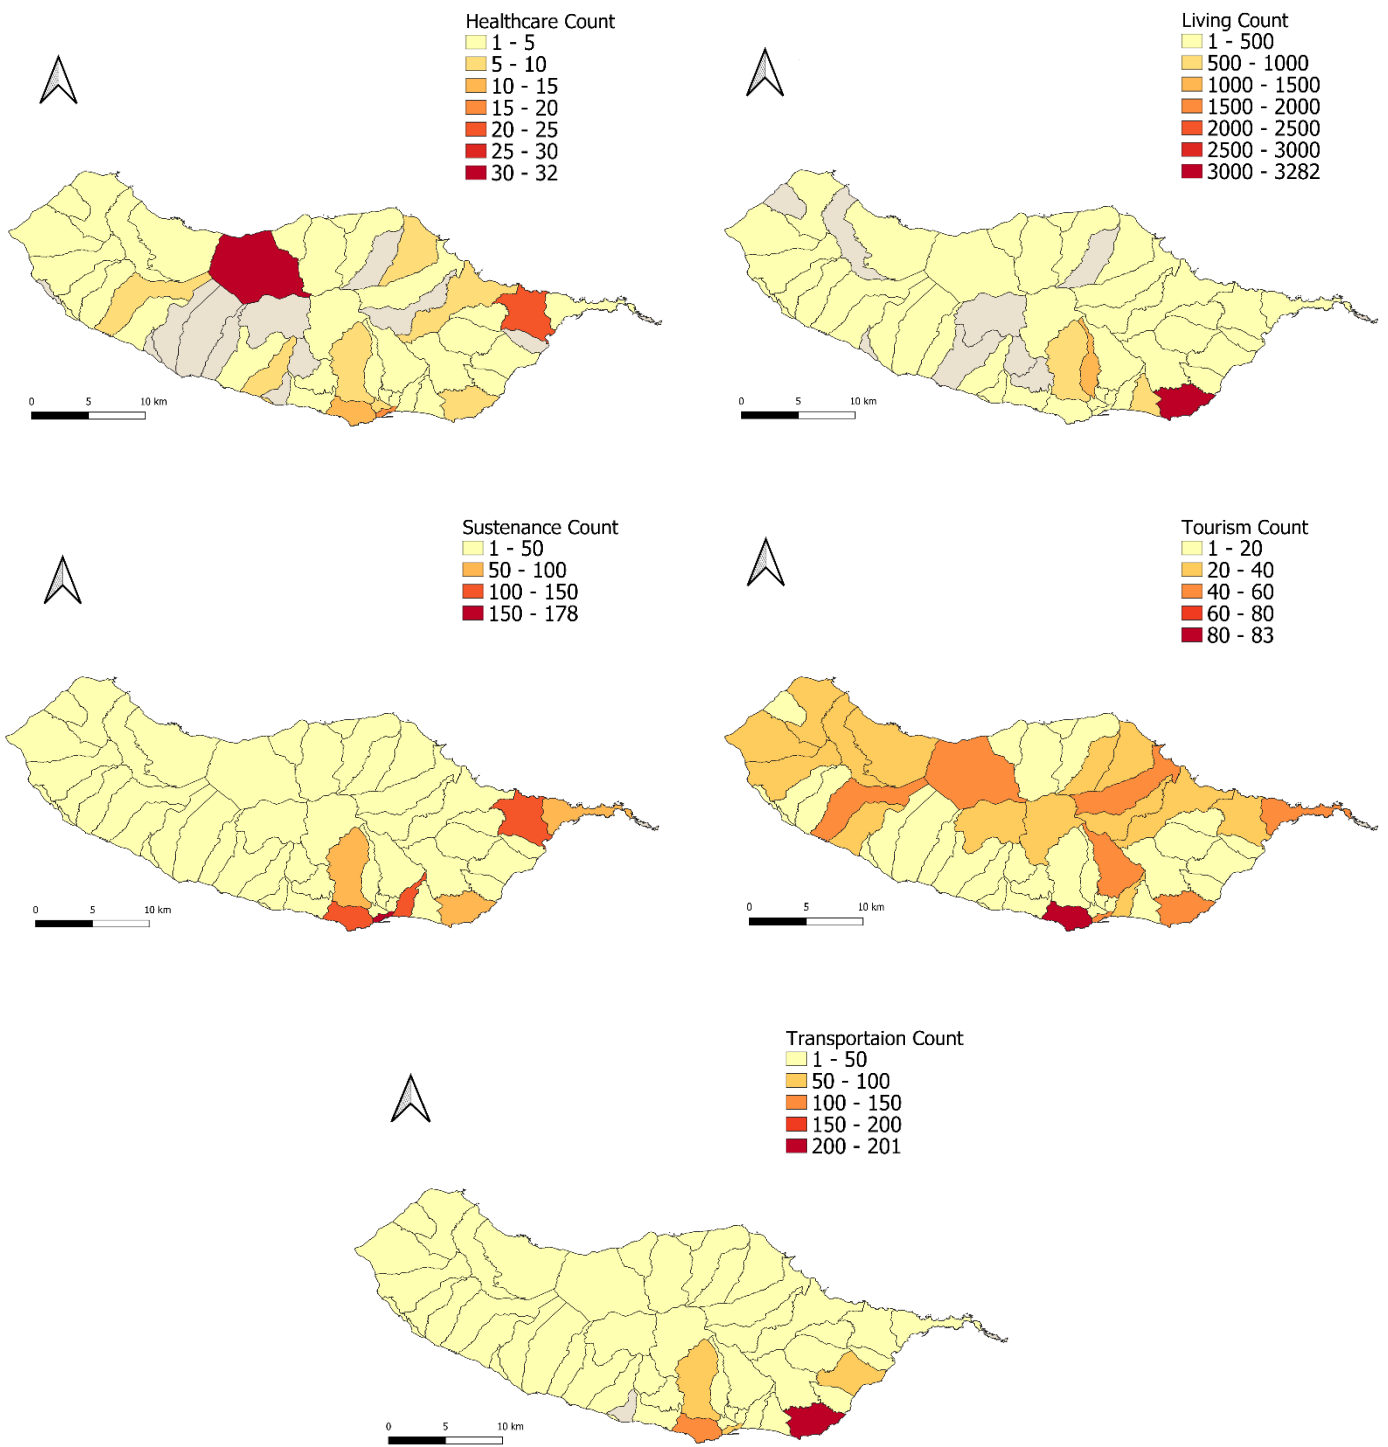 Healthcare Count
1 - 5
5 - 10
10 - 15
15 - 20
20 - 25
25 - 30
30 - 32
0 5 10 km
Living Count
1 - 500
500 - 1000
1000 - 1500
1500 - 2000
2000 - 2500
2500 - 3000
3000 - 3282
0 5 10 km
Sustenance Count
1 - 50
50 - 100
100 - 150
150 - 178
0 5 10 km
Tourism Count
1 - 20
20 - 40
40 - 60
60 - 80
80 - 83
0 5 10 km
Transportaion Count
1 - 50
50 - 100
100 - 150
150 - 200
200 - 201
0 5 10 km